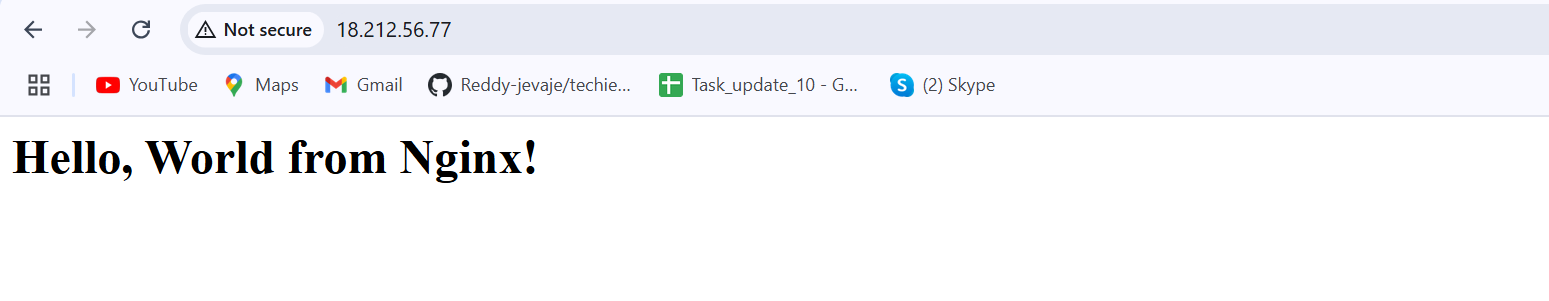 Not secure 18.212.56.77
YouTube Maps Gmail Reddy-jevaje/techie... Task_update_10 - G... (2) Skype
Hello, World from Nginx!